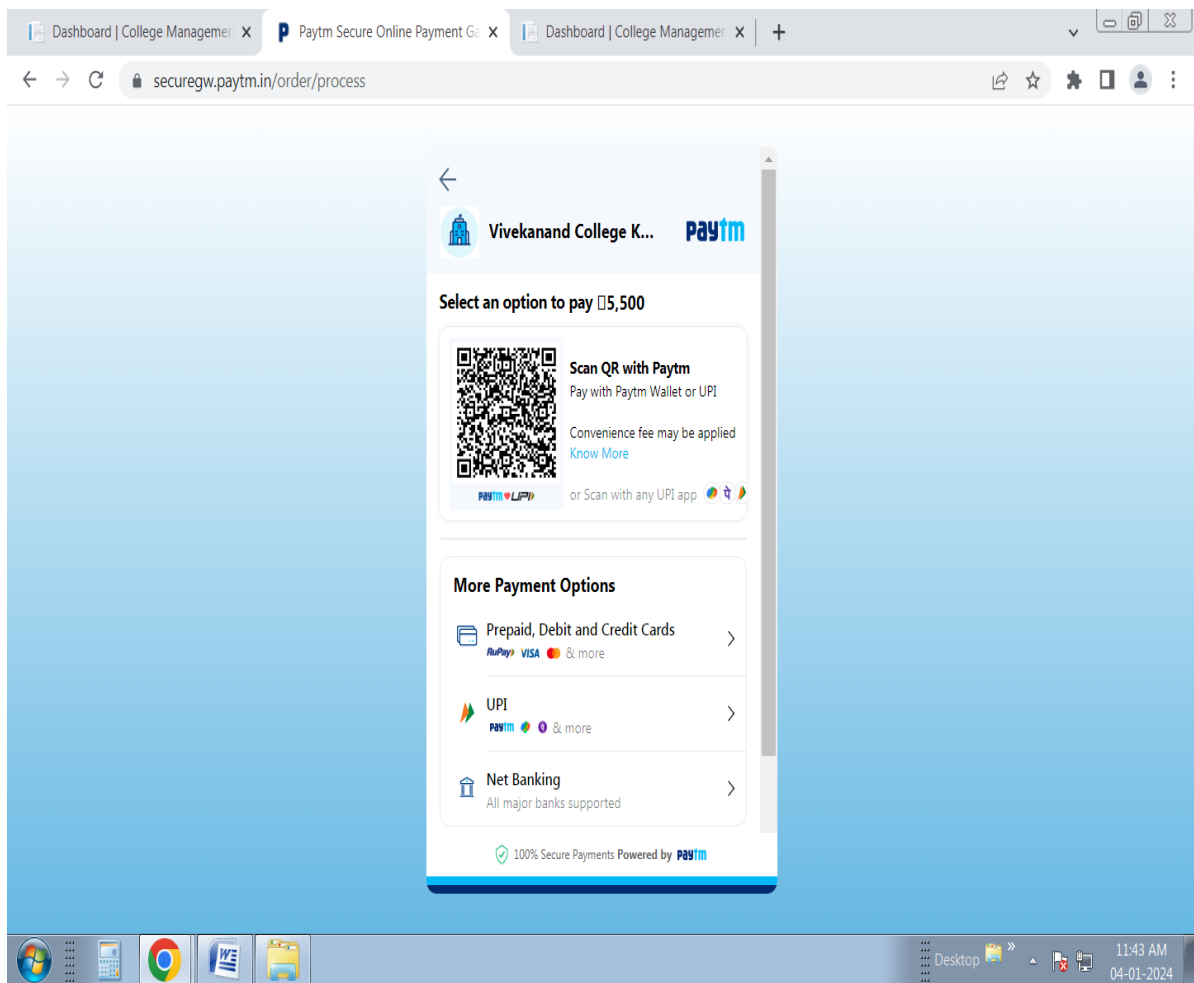 Dashboard | College Managemen
Paytm Secure Online Payment Ga
Dashboard | College Managemen
securegw.paytm.in/order/process
Vivekanand College K...
paytm
Select an option to pay ▯5,500
Scan QR with Paytm
Pay with Paytm Wallet or UPI
Convenience fee may be applied
Know More
paytm UPI
or Scan with any UPI app पे
More Payment Options
Prepaid, Debit and Credit Cards
RuPay VISA & more
UPI
paytm & more
Net Banking
All major banks supported
100% Secure Payments Powered by paytm
Desktop »
11:43 AM
04-01-2024